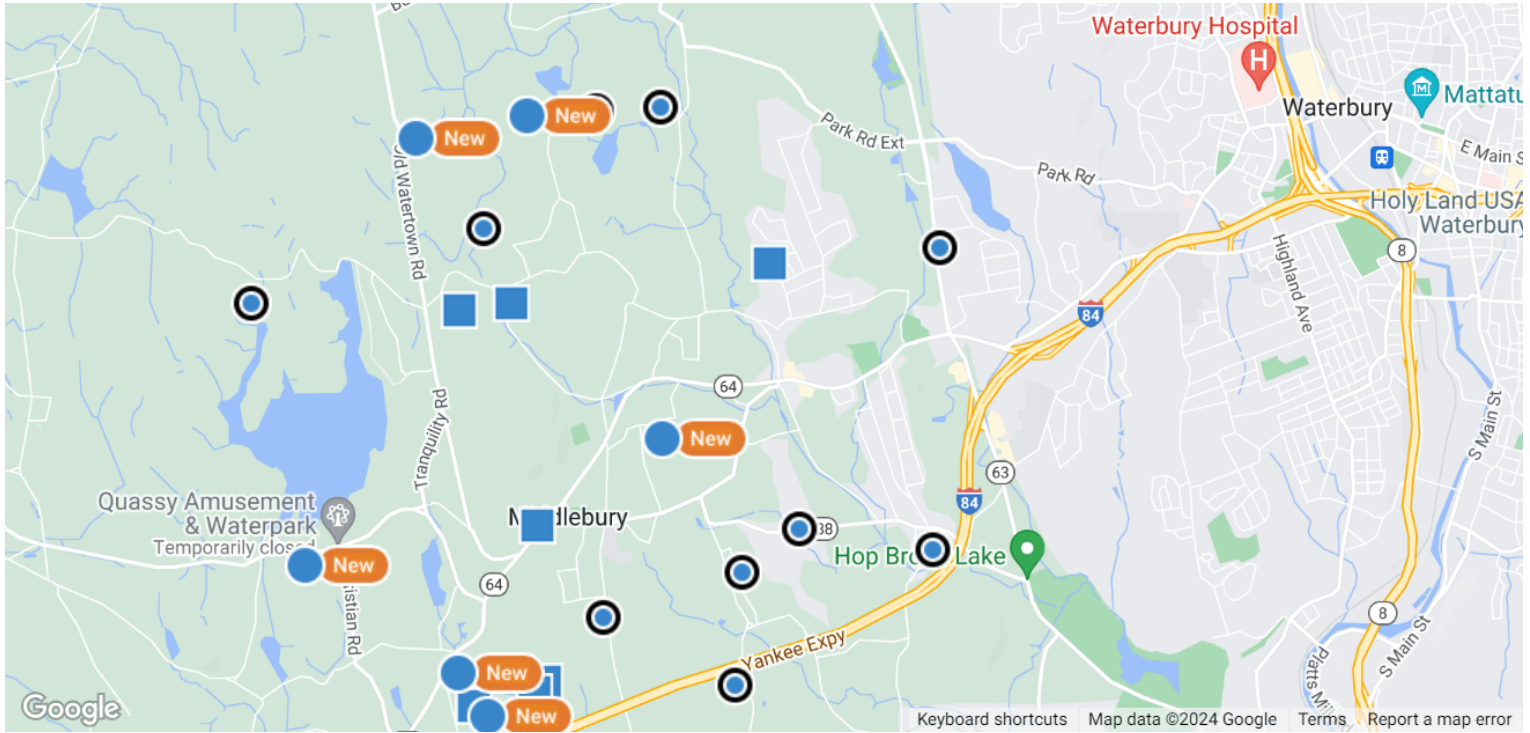 Waterbury Hospital
H
Waterbury
Mattatu
E Main S
New
New
Park Rd Ext
Park Rd
Old Watertown Rd
Holy Land USA
Waterbury
8
Highland Ave
84
64
Tranquility Rd
New
S Main St
63
84
Quassy Amusement
& Waterpark
Temporarily closed
New
Middlebury
88
Hop Brook Lake
64
istian Rd
8
S Main St
Yankee Expy
Platts Mill Rd
New
New
Google
Keyboard shortcuts
Map data ©2024 Google
Terms
Report a map error